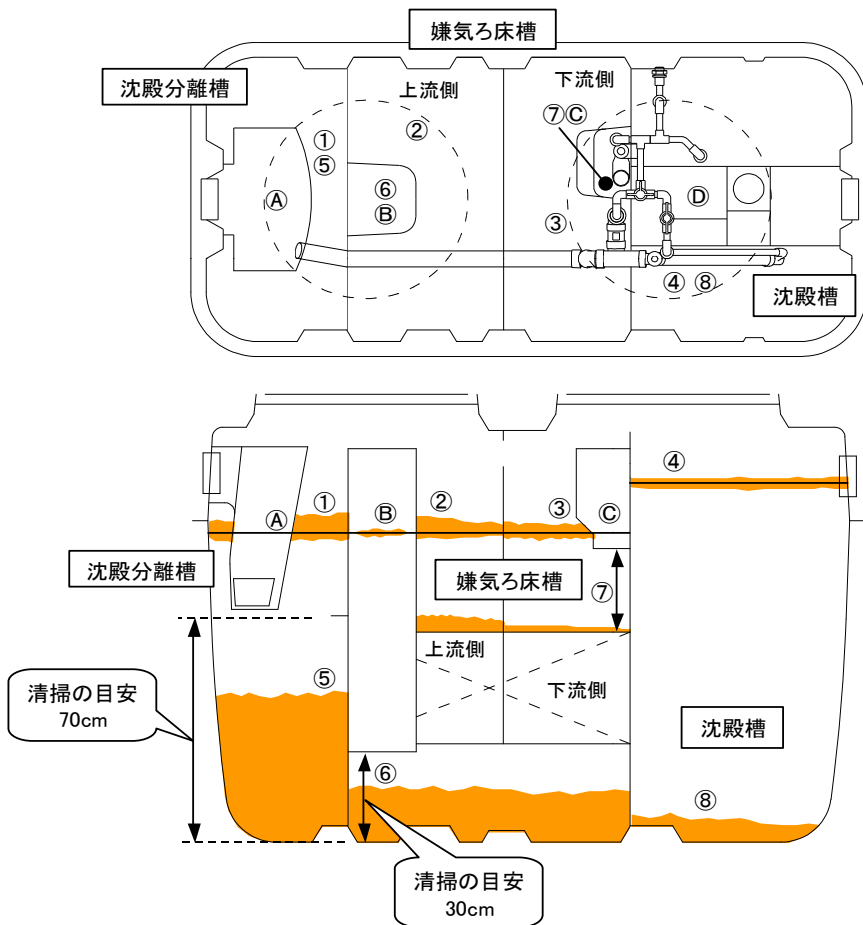 嫌気ろ床槽
沈殿分離槽
上流側
下流側
①
②
⑦Ⓒ
⑤
Ⓐ
⑥
Ⓑ
Ⓓ
③
④ ⑧
沈殿槽
④
①
②
③
Ⓐ
Ⓑ
Ⓒ
沈殿分離槽
嫌気ろ床槽
⑦
上流側
下流側
⑤
清掃の目安
70cm
沈殿槽
⑥
⑧
清掃の目安
30cm